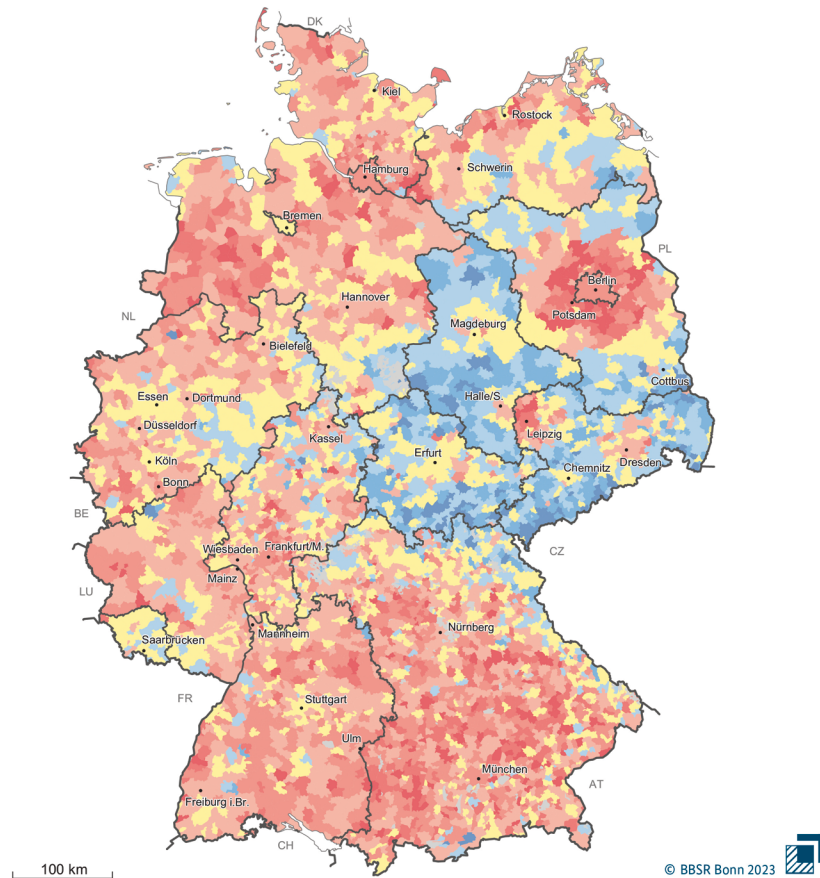 DK
Kiel
Rostock
Hamburg
Schwerin
Bremen
PL
Berlin
Hannover
Potsdam
NL
Magdeburg
Bielefeld
Cottbus
Essen
Dortmund
Halle/S.
Düsseldorf
Leipzig
Kassel
Erfurt
Dresden
Köln
Chemnitz
Bonn
BE
Wiesbaden
Frankfurt/M.
CZ
Mainz
LU
Nürnberg
Mannheim
Saarbrücken
FR
Stuttgart
Ulm
München
AT
Freiburg i.Br.
CH
100 km
© BBSR Bonn 2023